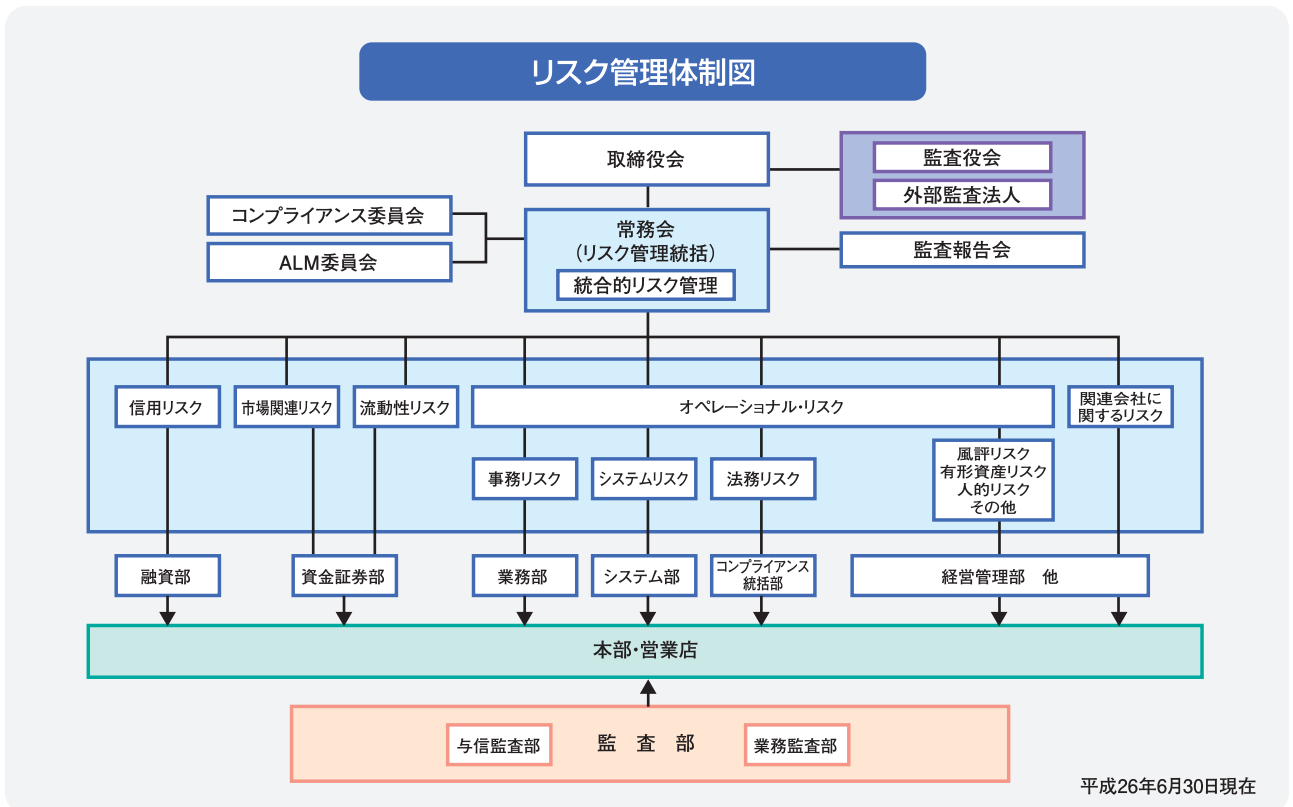 リスク管理体制図
取締役会
監査役会
外部監査法人
コンプライアンス委員会
ALM委員会
常務会
(リスク管理統括)
統合的リスク管理
監査報告会
信用リスク
市場関連リスク
流動性リスク
オペレーショナル・リスク
関連会社に
関するリスク
事務リスク
システムリスク
法務リスク
風評リスク
有形資産リスク
人的リスク
その他
融資部
資金証券部
業務部
システム部
コンプライアンス
統括部
経営管理部　他
本部・営業店
与信監査部
監　査　部
業務監査部
平成26年6月30日現在